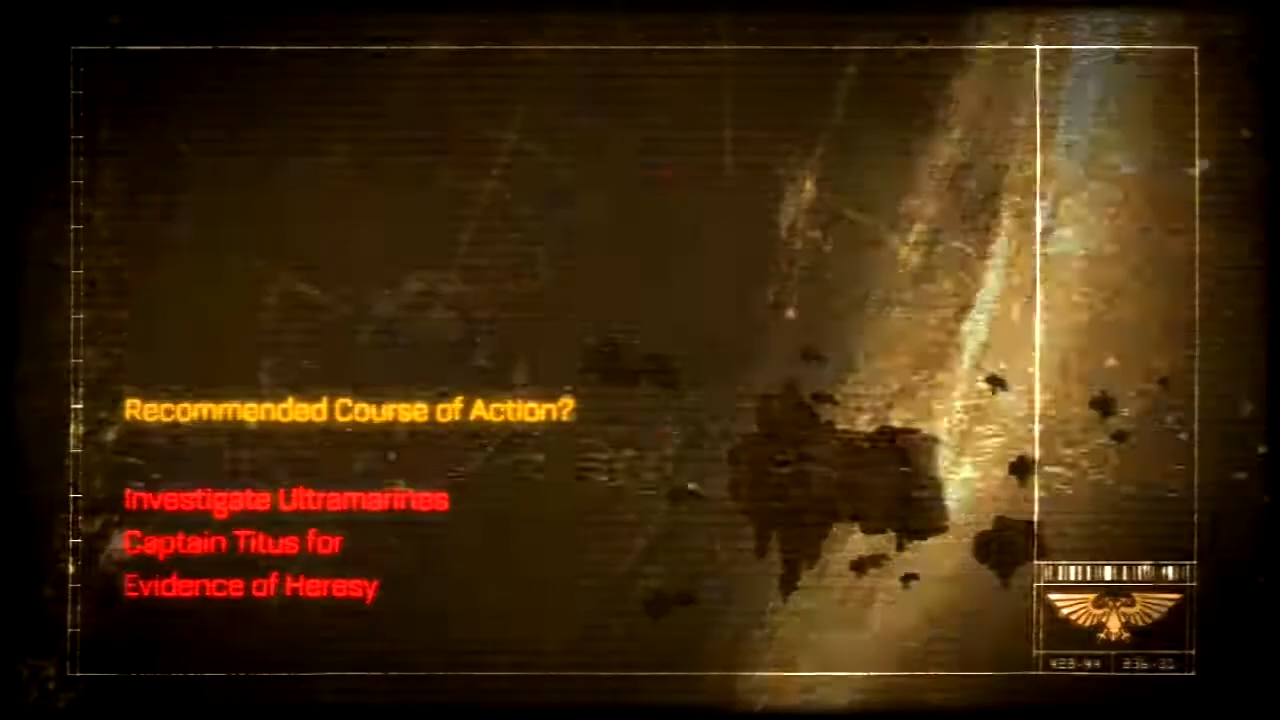 Recommended Course of Action?
Investigate Ultramarines
Captain Titus for
Evidence of Heresy